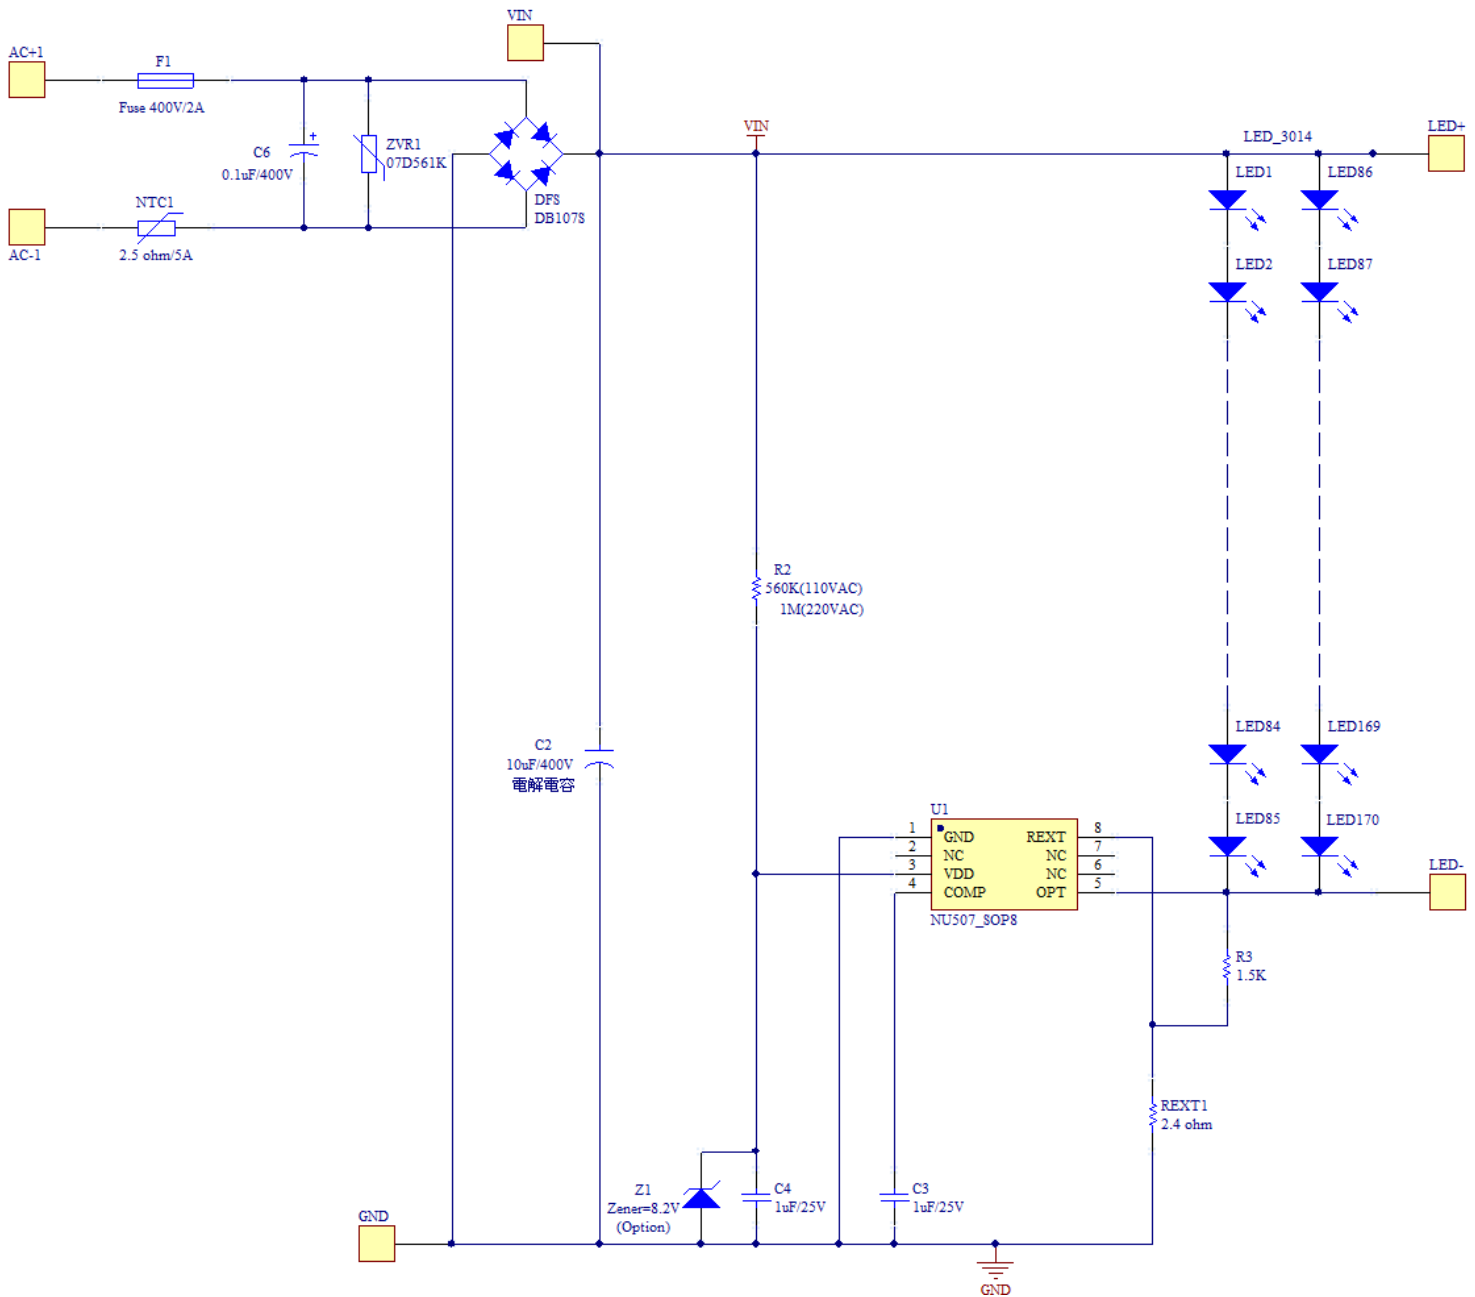 VIN
AC+1
F1
Fuse 400V/2A
C6
0.1uF/400V
+
ZVR1
07D561K
NTC1
2.5 ohm/5A
AC-1
DF8
DB107S
VIN
LED_3014
LED+
LED1
LED86
LED2
LED87
R2
560K(110VAC)
1M(220VAC)
C2
10uF/400V
電解電容
LED84
LED169
LED85
LED170
LED-
U1
1 GND REXT 8
2 NC NC 7
3 VDD NC 6
4 COMP OPT 5
NU507_SOP8
R3
1.5K
REXT1
2.4 ohm
Z1
Zener=8.2V
(Option)
C4
1uF/25V
C3
1uF/25V
GND
GND